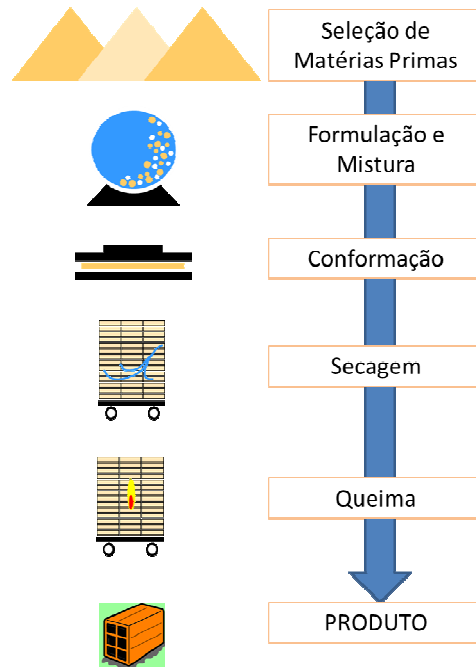 Seleção de
Matérias Primas
Formulação e
Mistura
Conformação
Secagem
Queima
PRODUTO